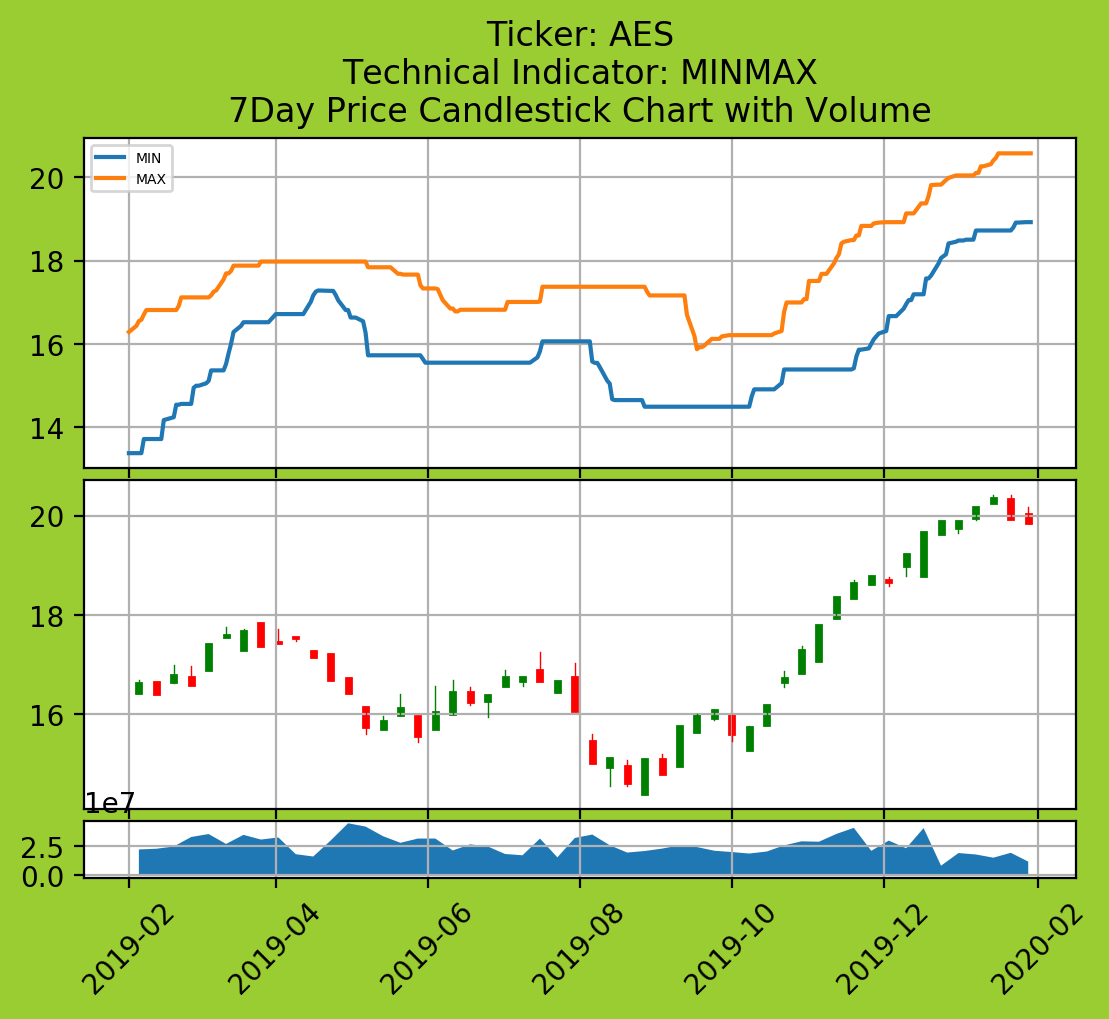 Ticker: AES
Technical Indicator: MINMAX
7Day Price Candlestick Chart with Volume
MIN
MAX
20
18
16
14
20
18
16
1e7
2.5
0.0
2019-02
2019-04
2019-06
2019-08
2019-10
2019-12
2020-02